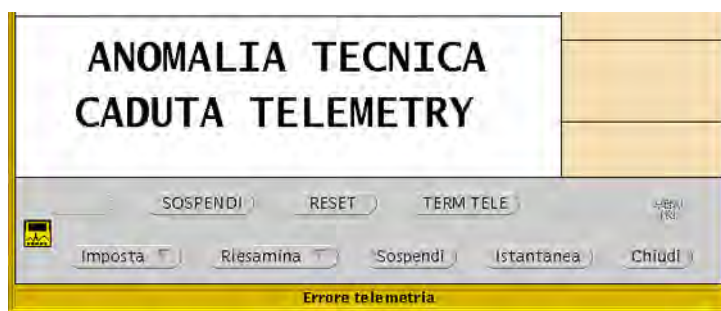 ANOMALIA TECNICA
CADUTA TELEMETRY
SOSPENDI RESET TERM TELE
Imposta Riesamina Sospendi Istantanea Chiudi
Errore telemetria